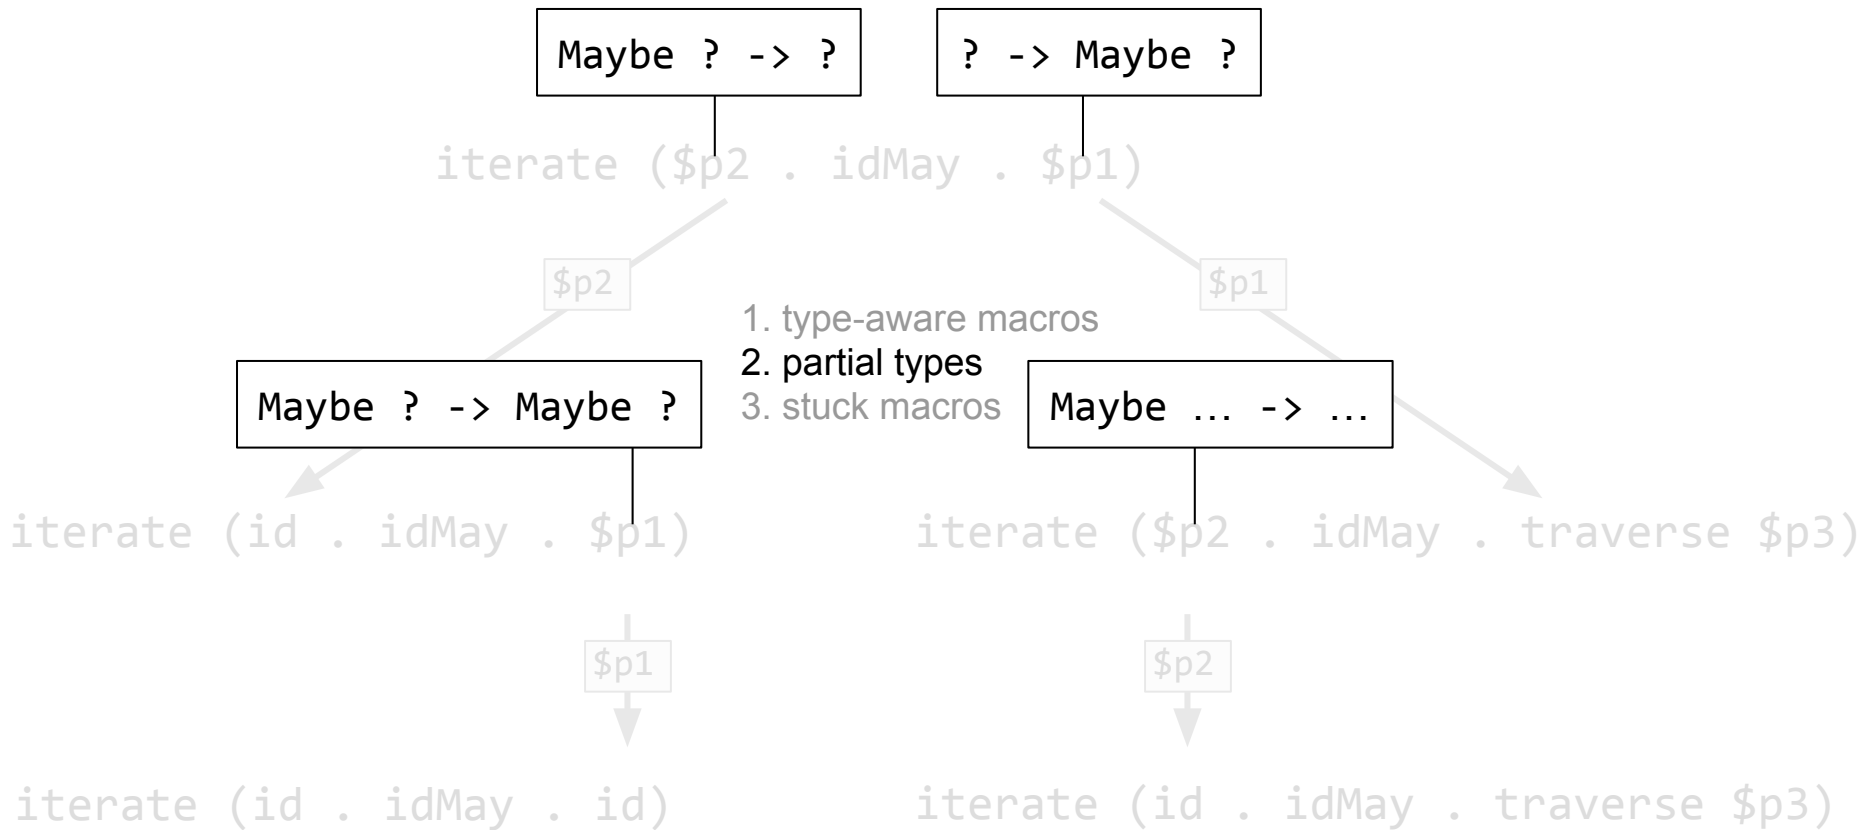 Maybe ? -> ?
? -> Maybe ?
iterate ($p2 . idMay . $p1)
$p2
$p1
1. type-aware macros
2. partial types
3. stuck macros
Maybe ? -> Maybe ?
Maybe … -> …
iterate (id . idMay . $p1)
iterate ($p2 . idMay . traverse $p3)
$p1
$p2
iterate (id . idMay . id)
iterate (id . idMay . traverse $p3)